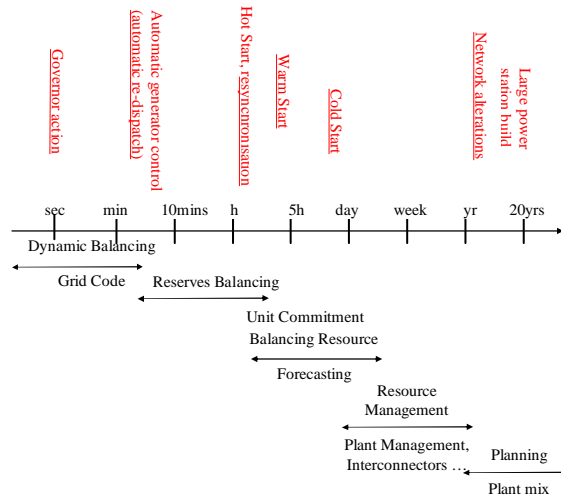 Governor action
Automatic generator control
(automatic re-dispatch)
Hot Start, resyncnronisation
Warm Start
Cold Start
Network alterations
Large power
station build
sec min 10mins h 5h day week yr 20yrs
Dynamic Balancing
Grid Code
Reserves Balancing
Unit Commitment
Balancing Resource
Forecasting
Resource
Management
Plant Management,
Interconnectors …
Planning
Plant mix